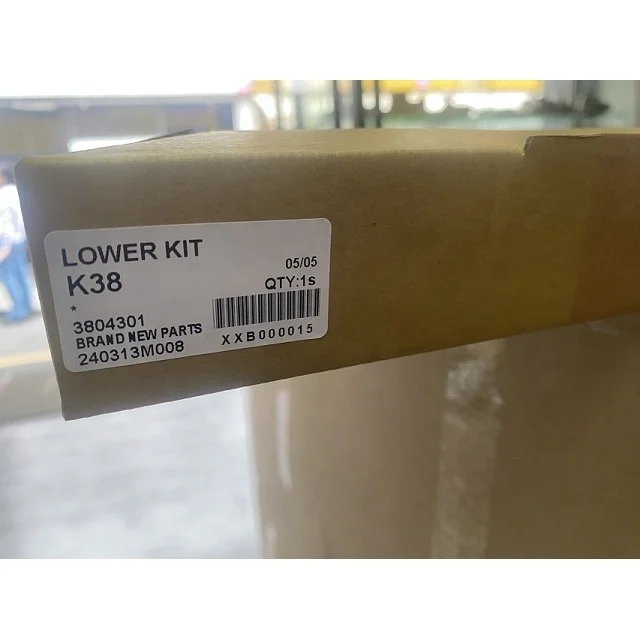 LOWER KIT
K38
05/05
QTY:1s
*
3804301
BRAND NEW PARTS
240313M008
XXB000015